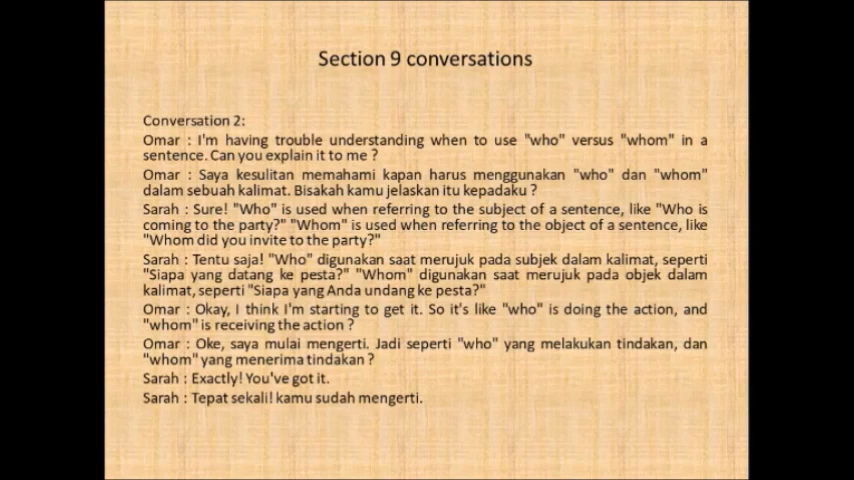 Section 9 conversations
Conversation 2:
Omar : I'm having trouble understanding when to use "who" versus "whom" in a
sentence. Can you explain it to me ?
Omar : Saya kesulitan memahami kapan harus menggunakan "who" dan "whom"
dalam sebuah kalimat. Bisakah kamu jelaskan itu kepadaku ?
Sarah : Sure! "Who" is used when referring to the subject of a sentence, like "Who is
coming to the party?" "Whom" is used when referring to the object of a sentence, like
"Whom did you invite to the party?"
Sarah : Tentu saja! "Who" digunakan saat merujuk pada subjek dalam kalimat, seperti
"Siapa yang datang ke pesta?" "Whom" digunakan saat merujuk pada objek dalam
kalimat, seperti "Siapa yang Anda undang ke pesta?"
Omar : Okay, I think I'm starting to get it. So it's like "who" is doing the action, and
"whom" is receiving the action ?
Omar : Oke, saya mulai mengerti. Jadi seperti "who" yang melakukan tindakan, dan
"whom" yang menerima tindakan ?
Sarah : Exactly! You've got it.
Sarah : Tepat sekali! kamu sudah mengerti.